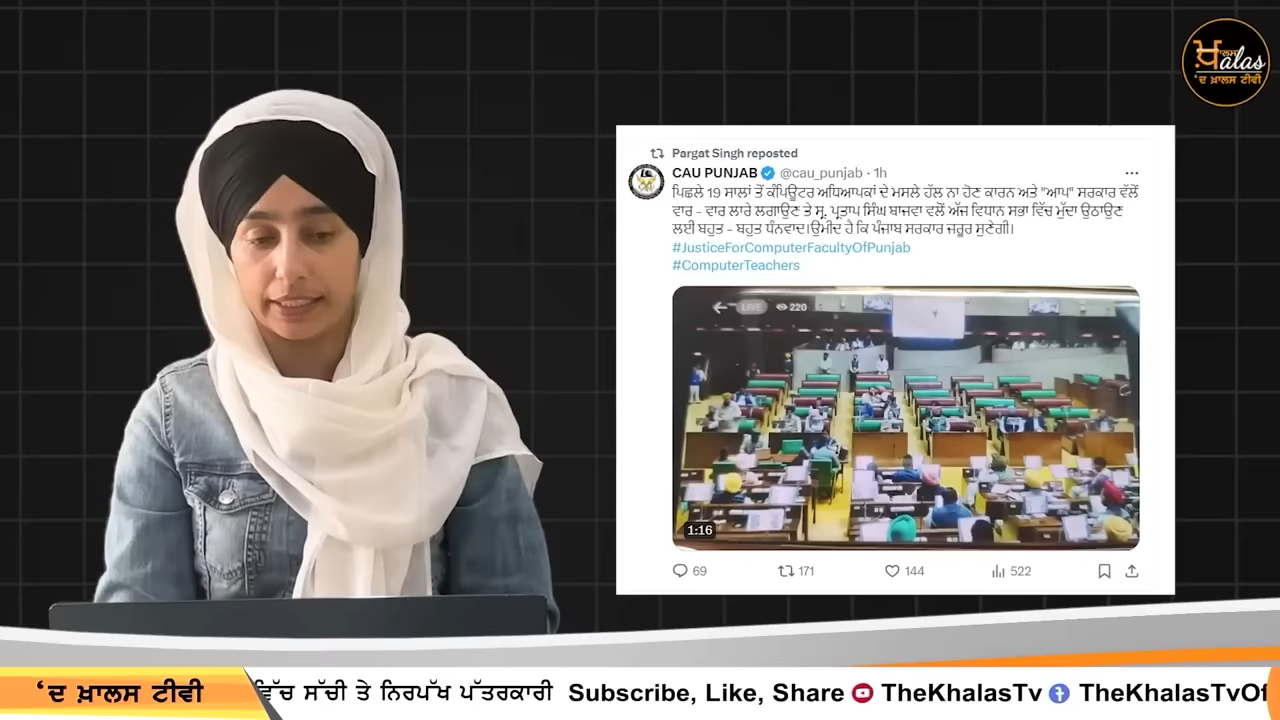 ਖ਼ਾਲਸ
Khalas
'ਦ ਖ਼ਾਲਸ ਟੀਵੀ
Pargat Singh reposted
CAU PUNJAB @cau_punjab · 1h
ਪਿਛਲੇ 19 ਸਾਲਾਂ ਤੋਂ ਕੰਪਿਊਟਰ ਅਧਿਆਪਕਾਂ ਦੇ ਮਸਲੇ ਹੱਲ ਨਾ ਹੋਣ ਕਾਰਨ ਅਤੇ "ਆਪ" ਸਰਕਾਰ ਵੱਲੋਂ
ਵਾਰ - ਵਾਰ ਲਾਰੇ ਲਗਾਉਣ ਤੇ ਸ੍ਰ. ਪ੍ਰਤਾਪ ਸਿੰਘ ਬਾਜਵਾ ਵਲੋਂ ਅੱਜ ਵਿਧਾਨ ਸਭਾ ਵਿੱਚ ਮੁੱਦਾ ਉਠਾਉਣ
ਲਈ ਬਹੁਤ - ਬਹੁਤ ਧੰਨਵਾਦ।ਉਮੀਦ ਹੈ ਕਿ ਪੰਜਾਬ ਸਰਕਾਰ ਜਰੂਰ ਸੁਣੇਗੀ।
#JusticeForComputerFacultyOfPunjab
#ComputerTeachers
LIVE 220
1:16
69 171 144 522
'ਦ ਖ਼ਾਲਸ ਟੀਵੀ ਵਿੱਚ ਸੱਚੀ ਤੇ ਨਿਰਪੱਖ ਪੱਤਰਕਾਰੀ Subscribe, Like, Share TheKhalasTv TheKhalasTvOf